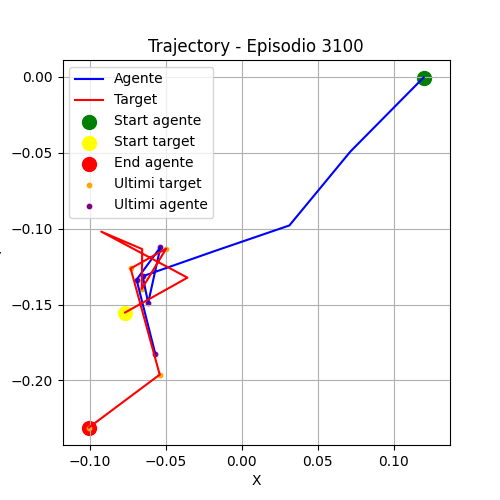 Trajectory - Episodio 3100
Agente
Target
Start agente
Start target
End agente
Ultimi target
Ultimi agente
0.00
−0.05
−0.10
−0.15
−0.20
−0.10
−0.05
0.00
0.05
0.10
X